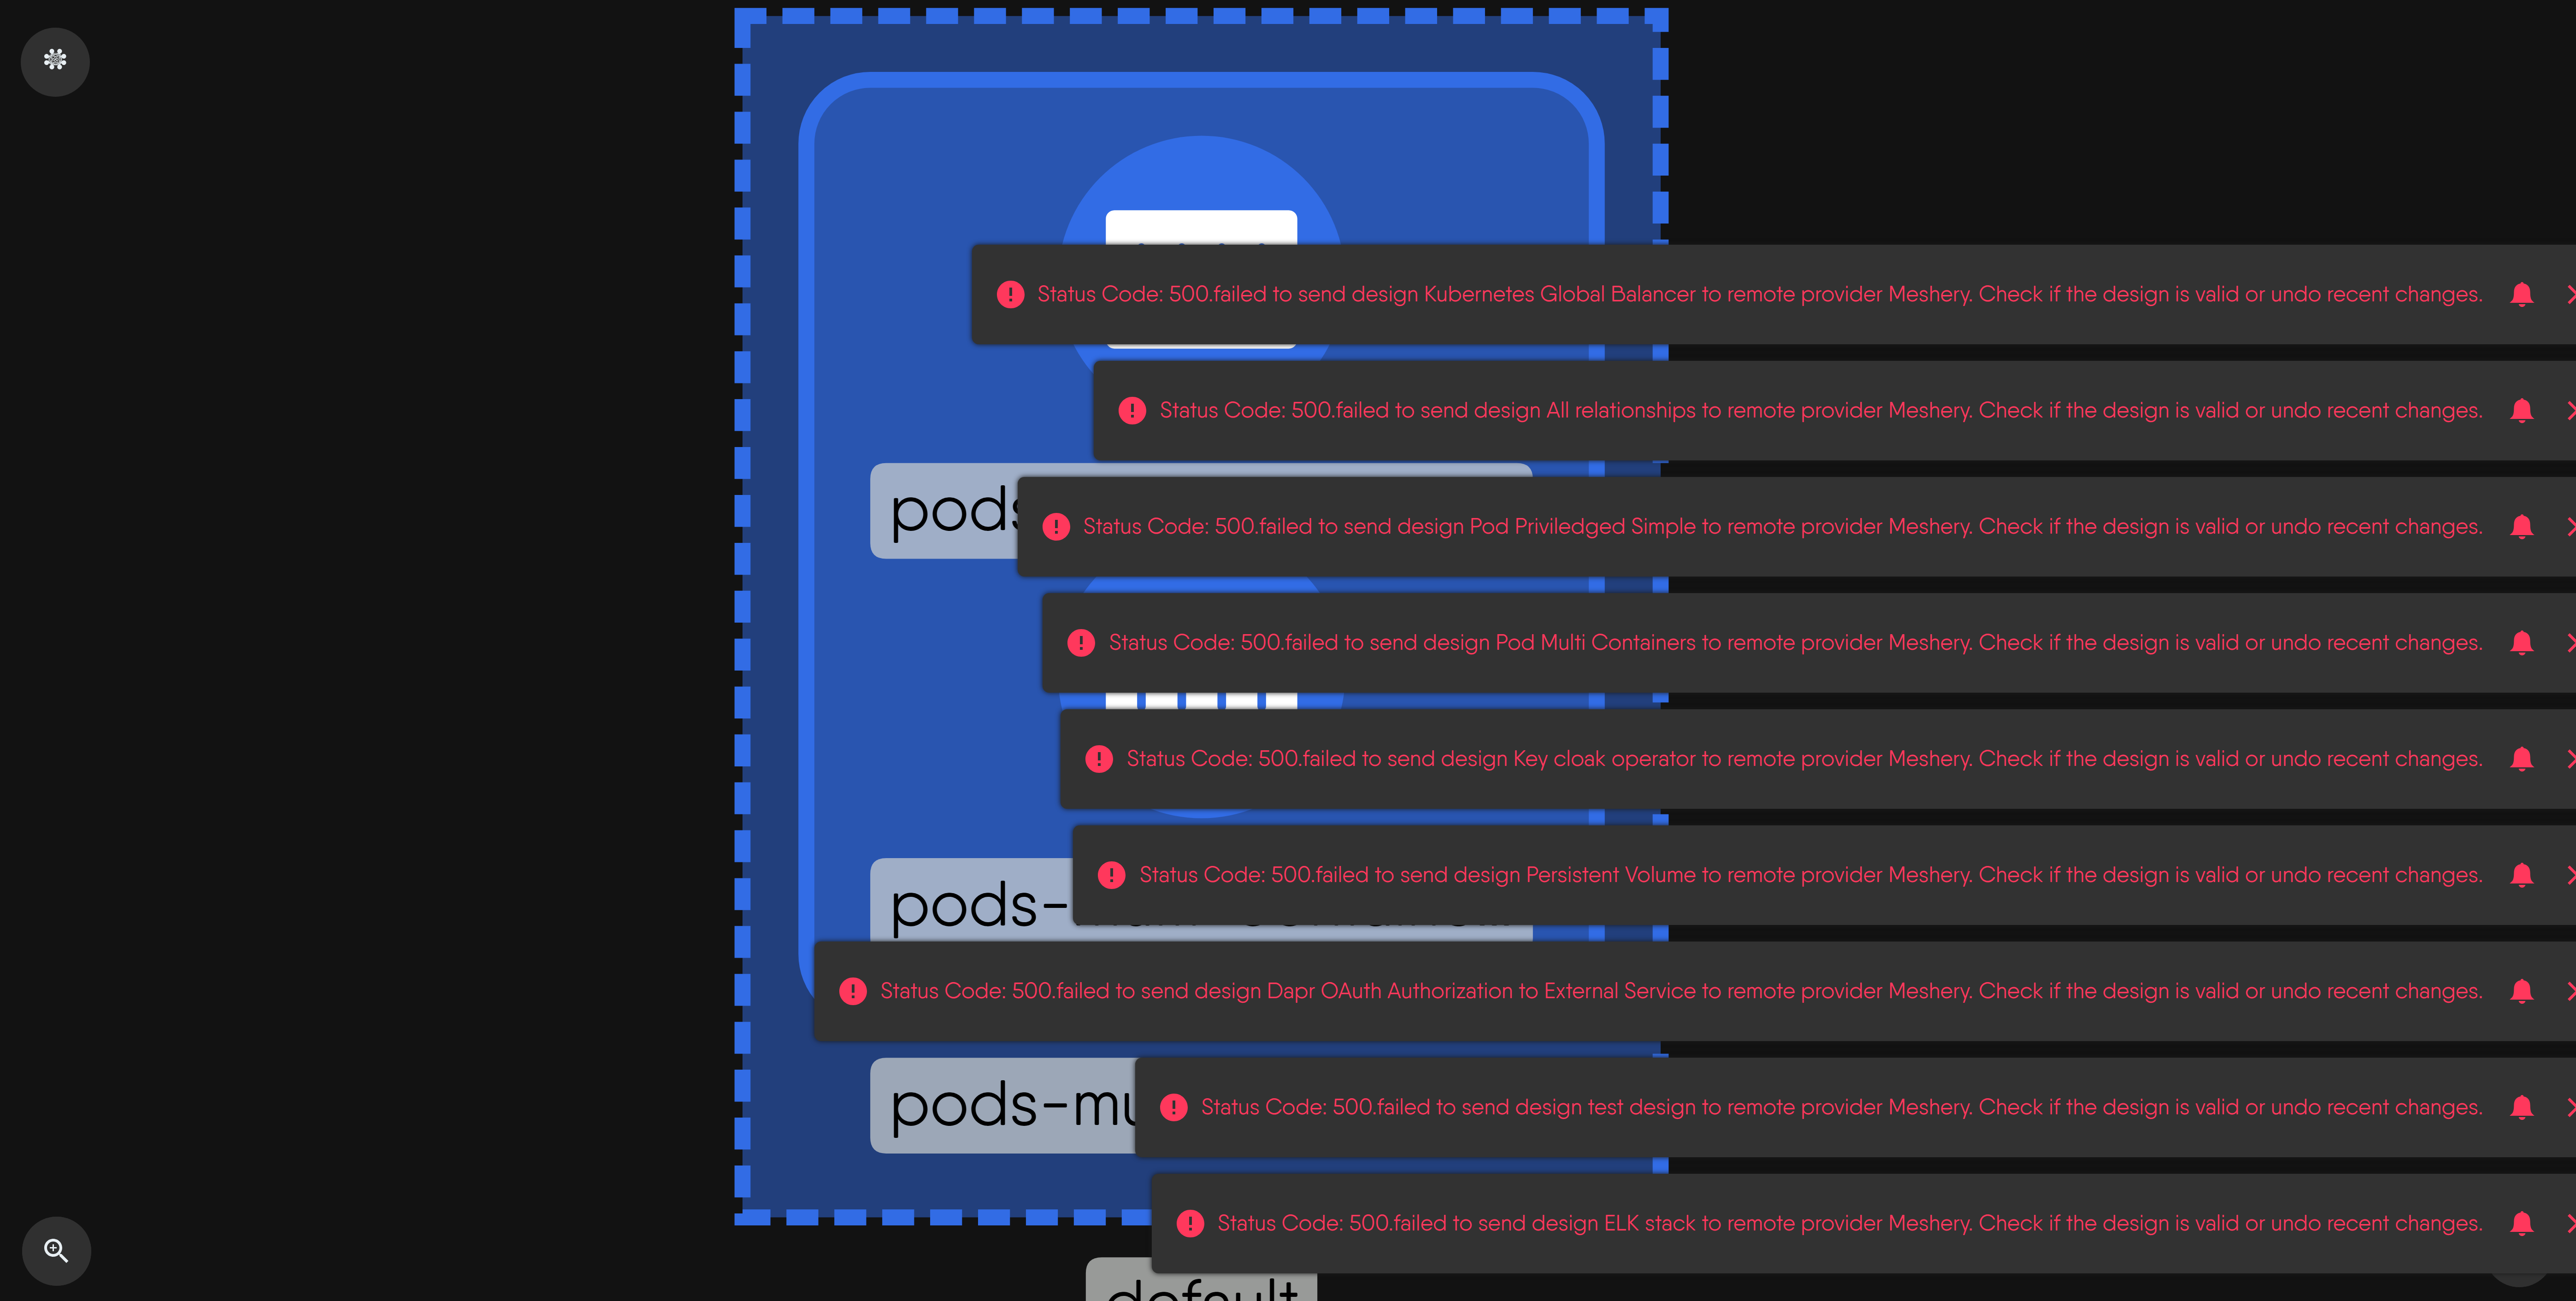 Status Code: 500.failed to send design Kubernetes Global Balancer to remote provider Meshery. Check if the design is valid or undo recent changes.
Status Code: 500.failed to send design All relationships to remote provider Meshery. Check if the design is valid or undo recent changes.
pods
Status Code: 500.failed to send design Pod Priviledged Simple to remote provider Meshery. Check if the design is valid or undo recent changes.
Status Code: 500.failed to send design Pod Multi Containers to remote provider Meshery. Check if the design is valid or undo recent changes.
Status Code: 500.failed to send design Key cloak operator to remote provider Meshery. Check if the design is valid or undo recent changes.
Status Code: 500.failed to send design Persistent Volume to remote provider Meshery. Check if the design is valid or undo recent changes.
pods-
Status Code: 500.failed to send design Dapr OAuth Authorization to External Service to remote provider Meshery. Check if the design is valid or undo recent changes.
pods-mu
Status Code: 500.failed to send design test design to remote provider Meshery. Check if the design is valid or undo recent changes.
Status Code: 500.failed to send design ELK stack to remote provider Meshery. Check if the design is valid or undo recent changes.
default